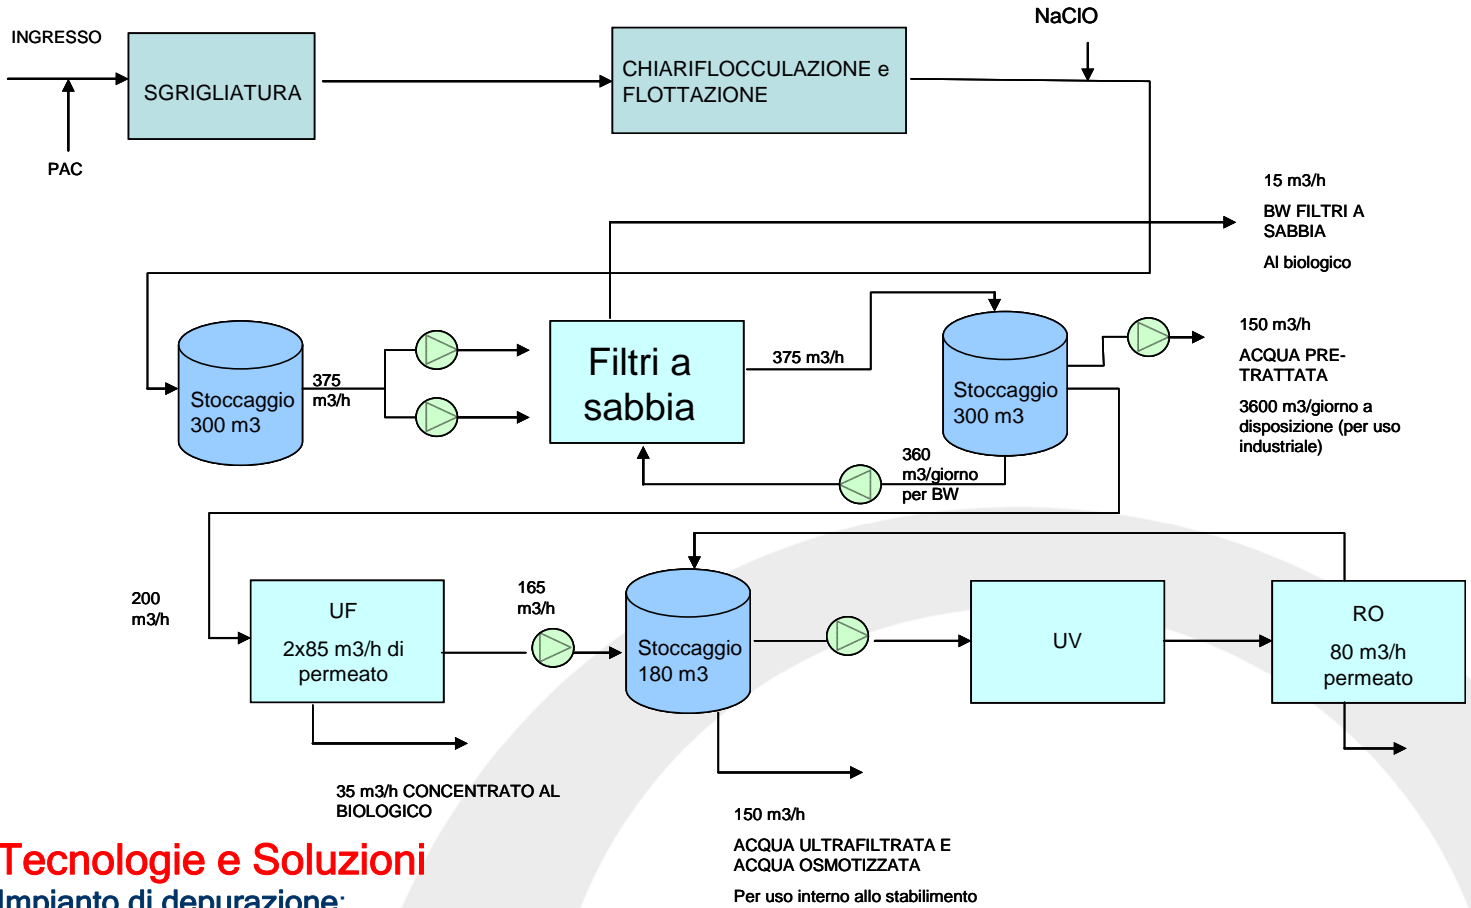 NaClO
INGRESSO
SGRIGLIATURA
CHIARIFLOCCULAZIONE e
FLOTTAZIONE
PAC
15 m3/h
BW FILTRI A
SABBIA
Al biologico
Stoccaggio
300 m3
375
m3/h
Filtri a
sabbia
375 m3/h
Stoccaggio
300 m3
150 m3/h
ACQUA PRE-
TRATTATA
3600 m3/giorno a
disposizione (per uso
industriale)
360
m3/giorno
per BW
200
m3/h
UF
2x85 m3/h di
permeato
165
m3/h
Stoccaggio
180 m3
UV
RO
80 m3/h
permeato
35 m3/h CONCENTRATO AL
BIOLOGICO
150 m3/h
ACQUA ULTRAFILTRATA E
ACQUA OSMOTIZZATA
Per uso interno allo stabilimento
Tecnologie e Soluzioni
Impianto di depurazione: